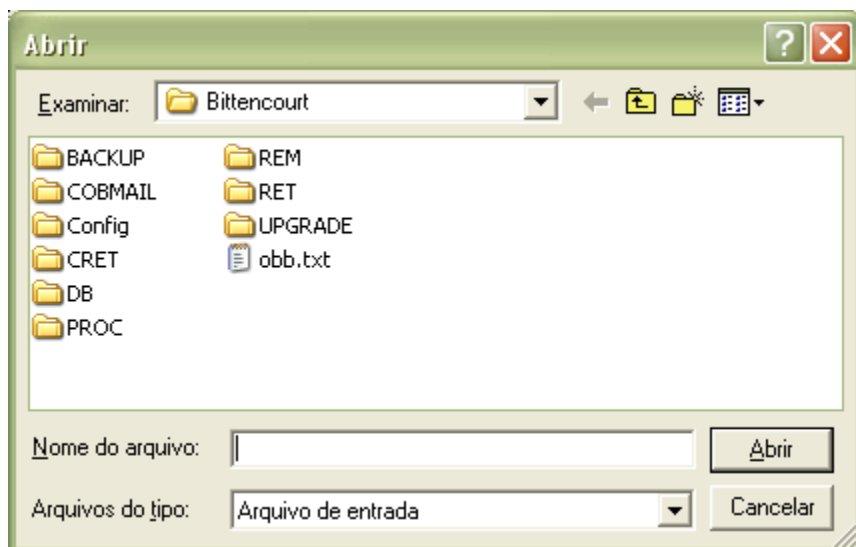 Abrir
Examinar: Bittencourt
BACKUP REM
COBMAIL RET
Config UPGRADE
CRET obb.txt
DB
PROC
Nome do arquivo: Abrir
Arquivos do tipo: Arquivo de entrada Cancelar